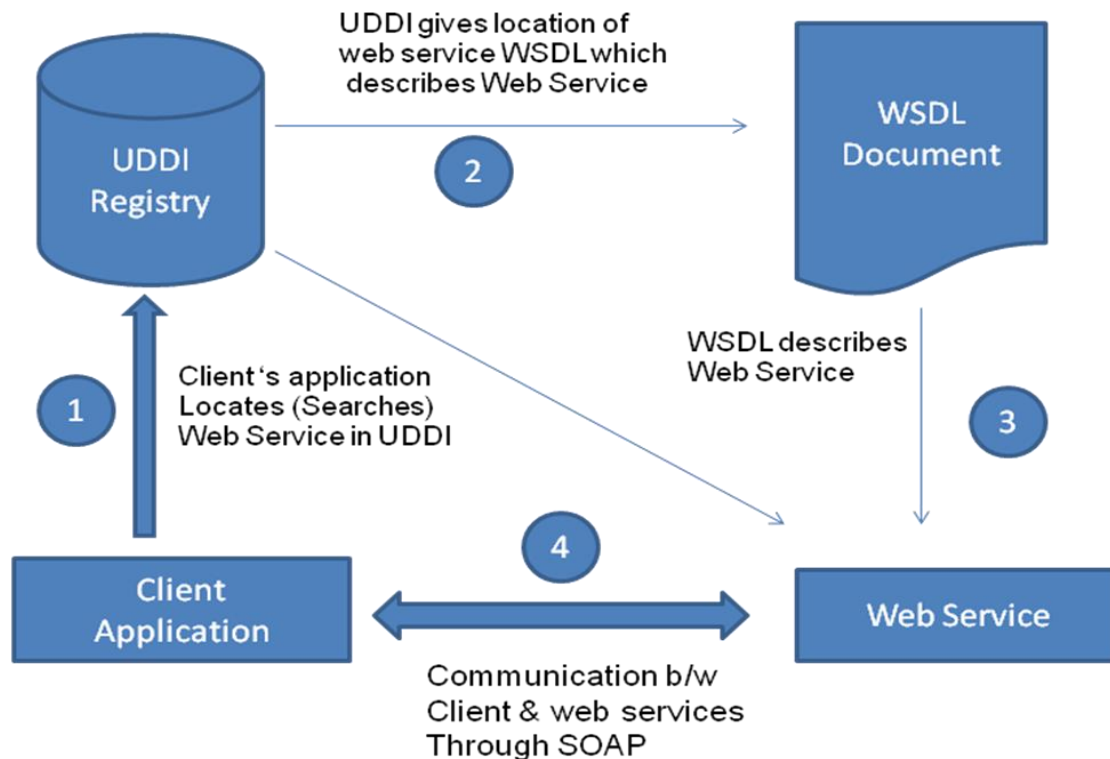 UDDI gives location of
web service WSDL which
describes Web Service
UDDI
Registry
2
WSDL
Document
1
Client‘s application
Locates (Searches)
Web Service in UDDI
WSDL describes
Web Service
3
4
Client
Application
Web Service
Communication b/w
Client & web services
Through SOAP